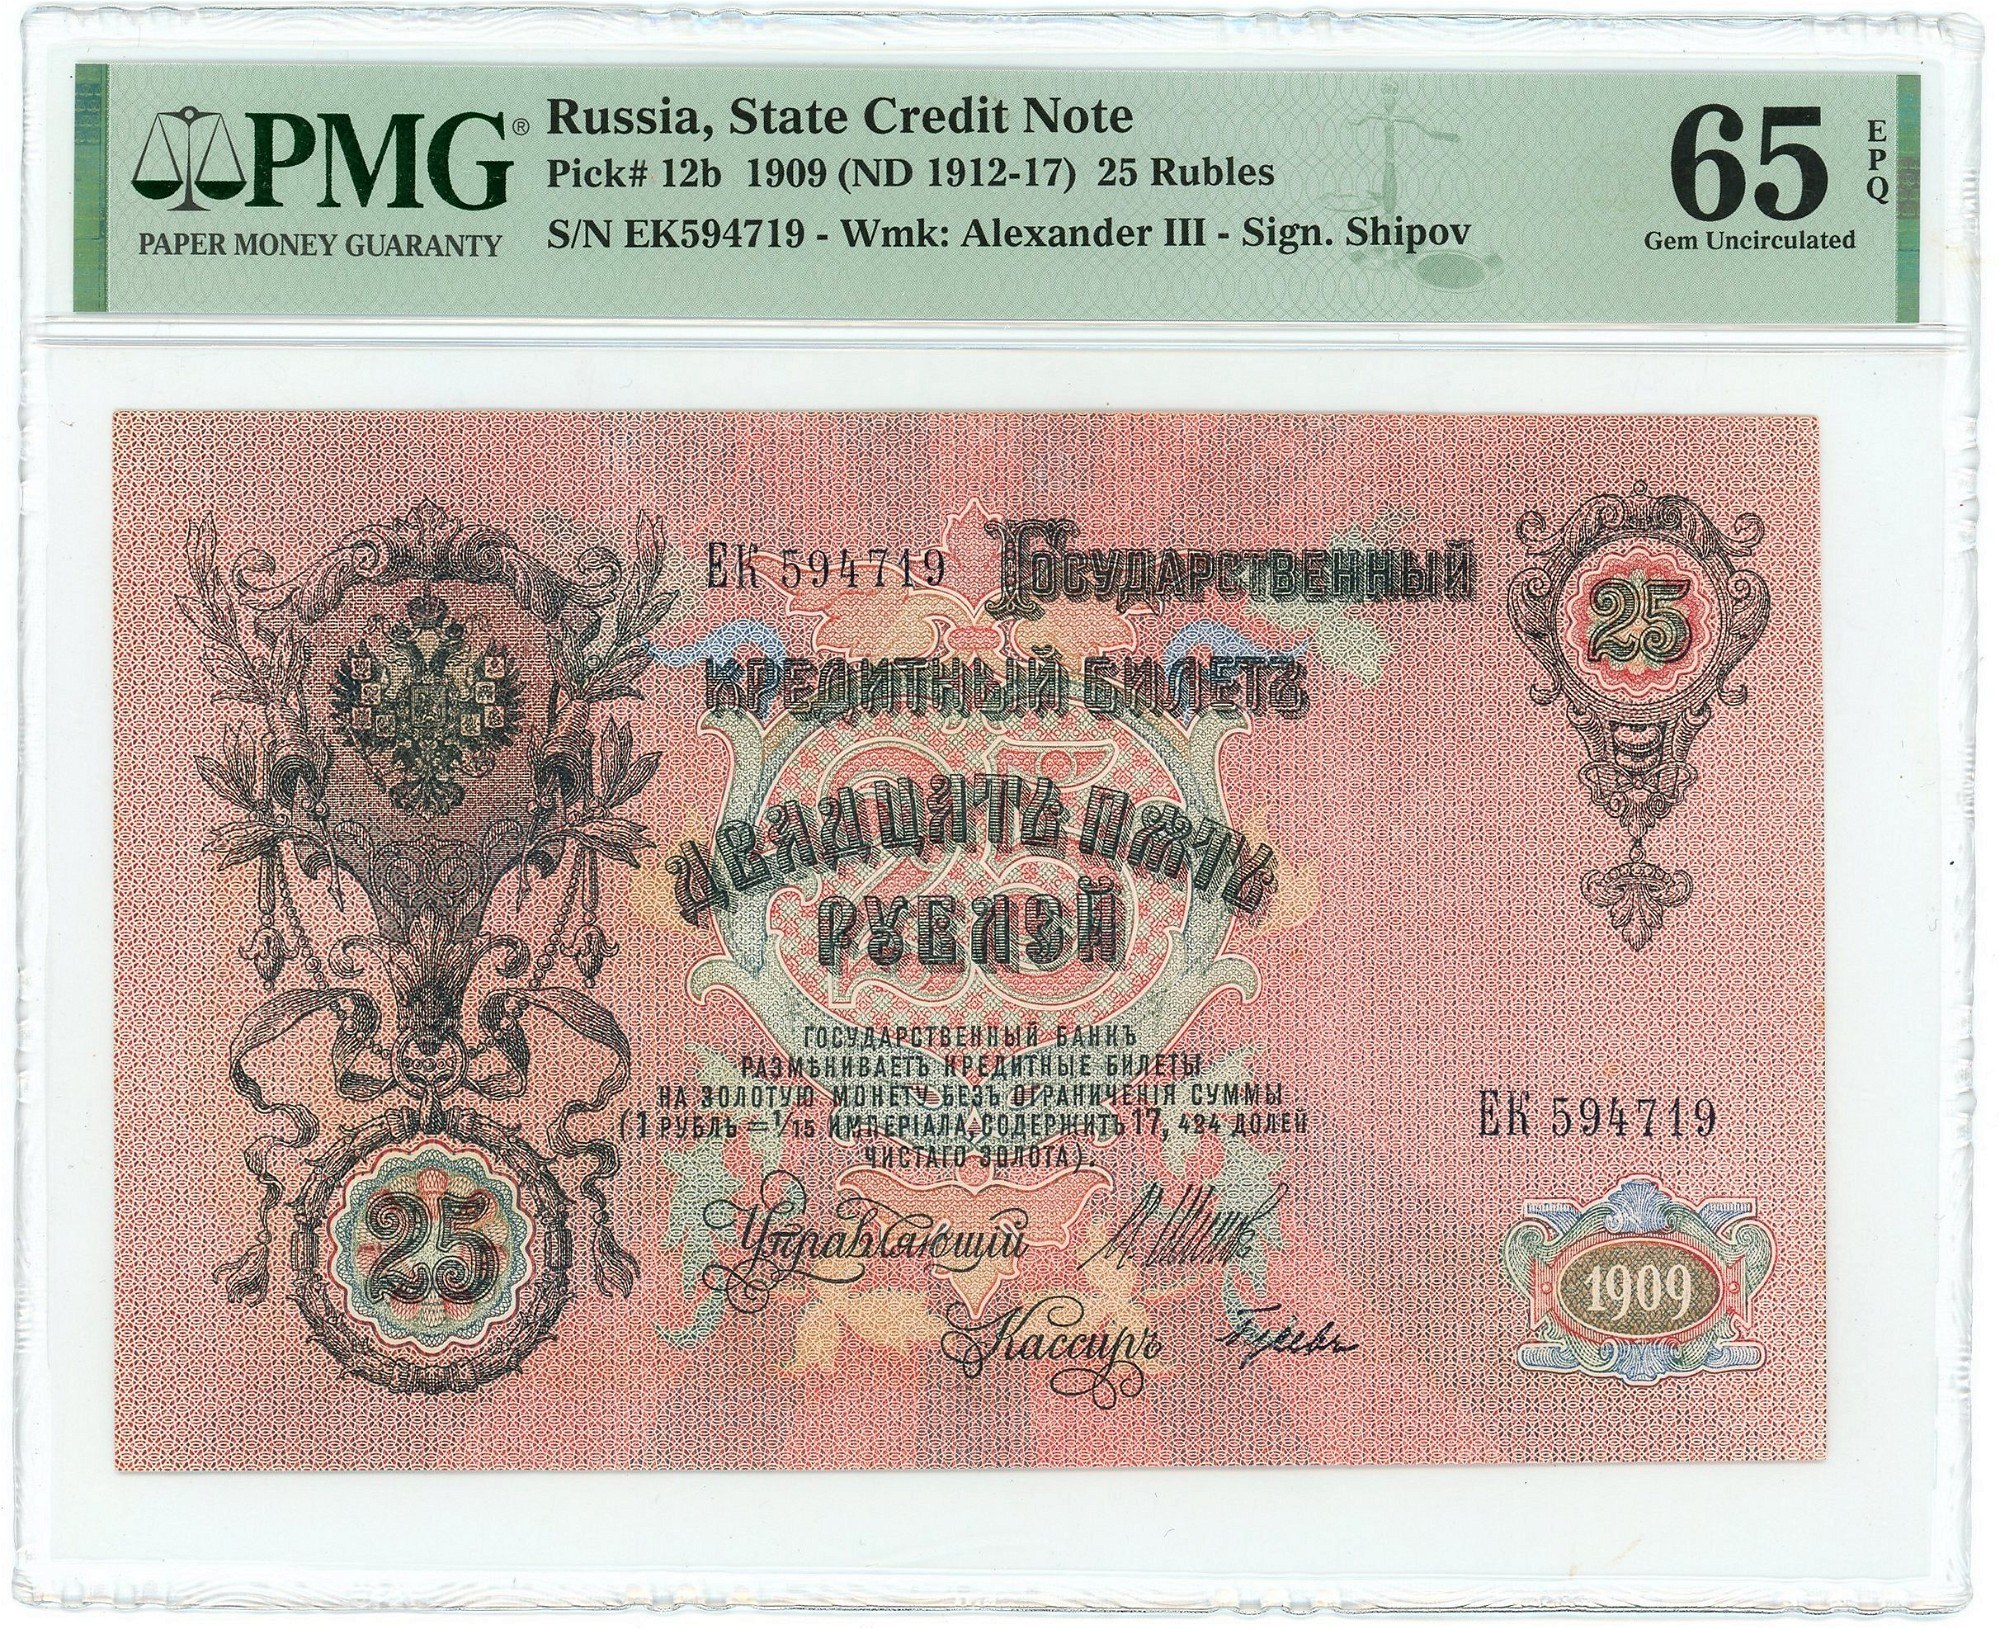 PMG®
PAPER MONEY GUARANTY
Russia, State Credit Note
Pick# 12b 1909 (ND 1912-17) 25 Rubles
S/N EK594719 - Wmk: Alexander III - Sign. Shipov
65 EPQ
Gem Uncirculated
ЕК 594719
ГОСУДАРСТВЕННЫЙ
КРЕДИТНЫЙ БИЛЕТЪ
25
25
ДВАДЦАТЬ ПЯТЬ
РУБЛЕЙ
ГОСУДАРСТВЕННЫЙ БАНКЪ
РАЗМѢНИВАЕТЪ КРЕДИТНЫЕ БИЛЕТЫ
НА ЗОЛОТУЮ МОНЕТУ БЕЗЪ ОГРАНИЧЕНІЯ СУММЫ
(1 РУБЛЬ = 1/15 ИМПЕРІАЛА, СОДЕРЖИТЪ 17, 424 ДОЛЕЙ
ЧИСТАГО ЗОЛОТА).
ЕК 594719
25
Управляющій
Кассиръ
1909